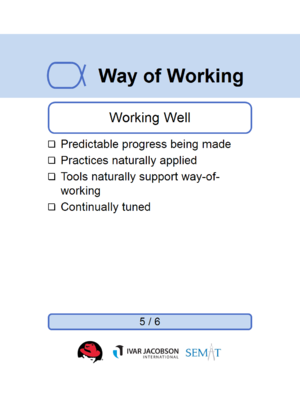 Way of Working
Working Well
Predictable progress being made
Practices naturally applied
Tools naturally support way-of-
working
Continually tuned
5 / 6
IVAR JACOBSON
INTERNATIONAL
SEMAT